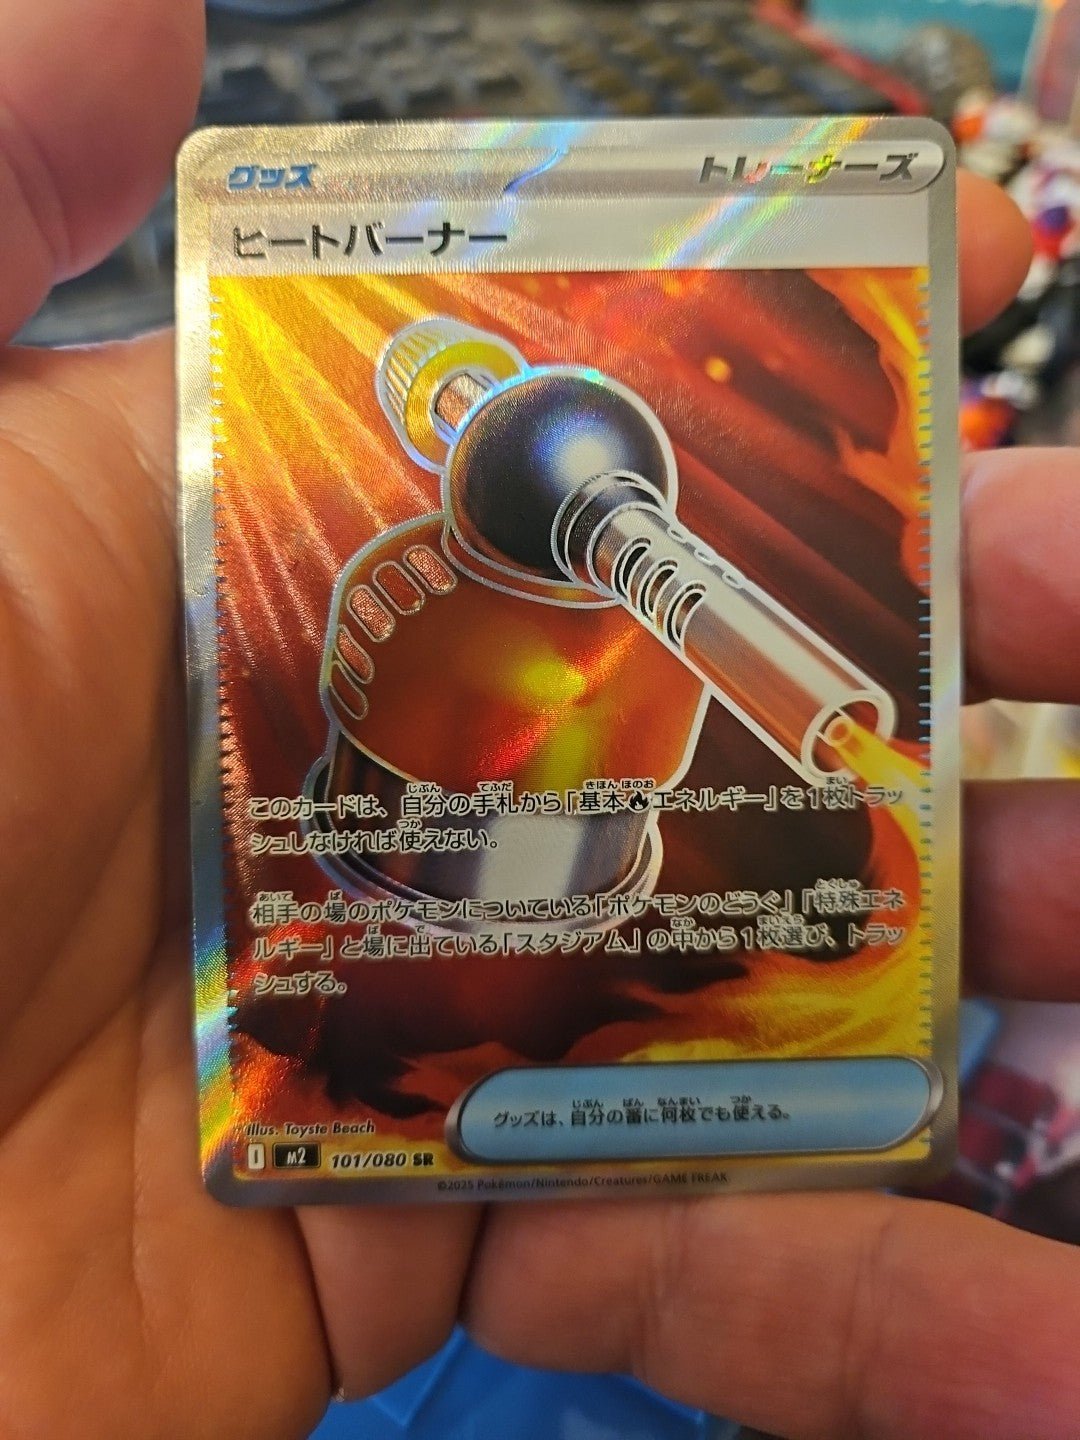 グッズ
トレーナーズ
ヒートバーナー
このカードは、自分の手札から「基本🔥エネルギー」を1枚トラッ
シュしなければ使えない。
相手の場のポケモンについている「ポケモンのどうぐ」「特殊エネ
ルギー」と場に出ている「スタジアム」の中から1枚選び、トラッ
シュする。
グッズは、自分の番に何枚でも使える。
Illus. Toyste Beach
I M2 101/080 SR
©2025 Pokémon/Nintendo/Creatures/GAME FREAK